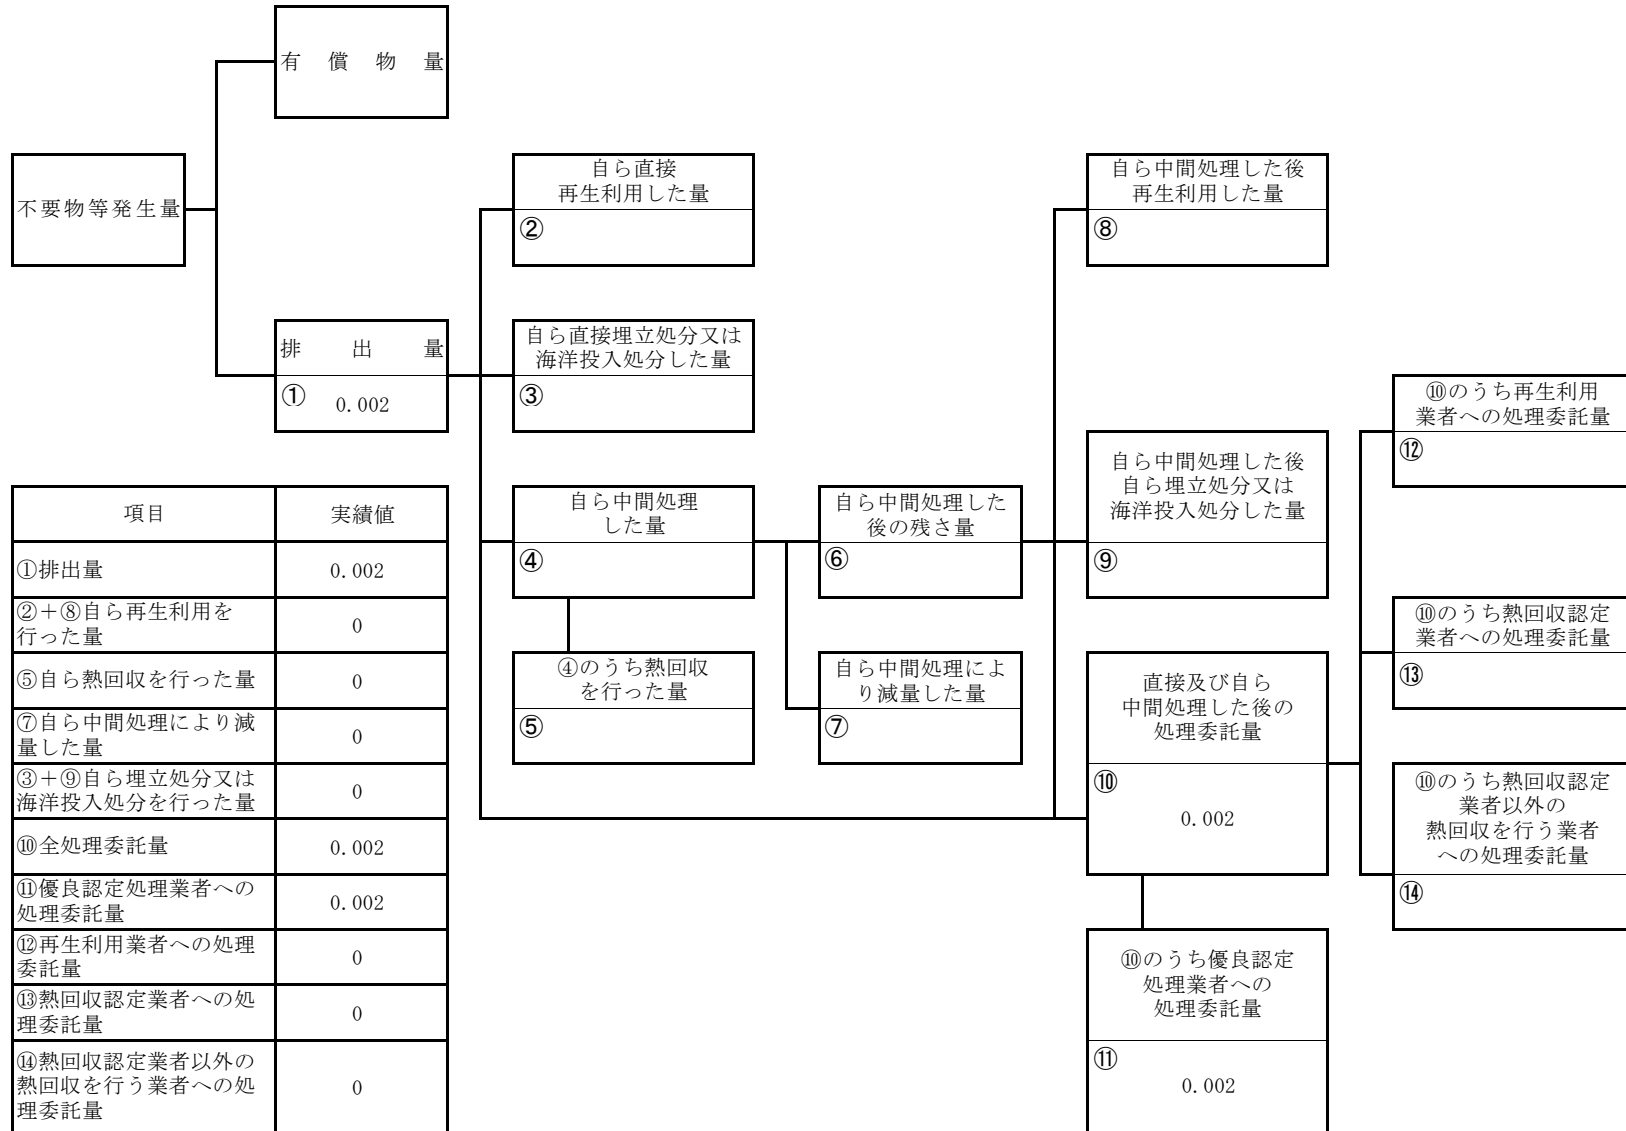 有償物量
不要物等発生量
自ら直接
再生利用した量
②
自ら中間処理した後
再生利用した量
⑧
排出量
①
0.002
自ら直接埋立処分又は
海洋投入処分した量
③
⑩のうち再生利用
業者への処理委託量
⑫
自ら中間処理
した量
④
自ら中間処理した
後の残さ量
⑥
自ら中間処理した後
自ら埋立処分又は
海洋投入処分した量
⑨
⑩のうち熱回収認定
業者への処理委託量
⑬
④のうち熱回収
を行った量
⑤
自ら中間処理によ
り減量した量
⑦
直接及び自ら
中間処理した後の
処理委託量
⑩
0.002
⑩のうち熱回収認定
業者以外の
熱回収を行う業者
への処理委託量
⑭
⑩のうち優良認定
処理業者への
処理委託量
⑪
0.002
項目 実績値
①排出量 0.002
②＋⑧自ら再生利用を
行った量 0
⑤自ら熱回収を行った量 0
⑦自ら中間処理により減
量した量 0
③＋⑨自ら埋立処分又は
海洋投入処分を行った量 0
⑩全処理委託量 0.002
⑪優良認定処理業者への
処理委託量 0.002
⑫再生利用業者への処理
委託量 0
⑬熱回収認定業者への処
理委託量 0
⑭熱回収認定業者以外の
熱回収を行う業者への処
理委託量 0